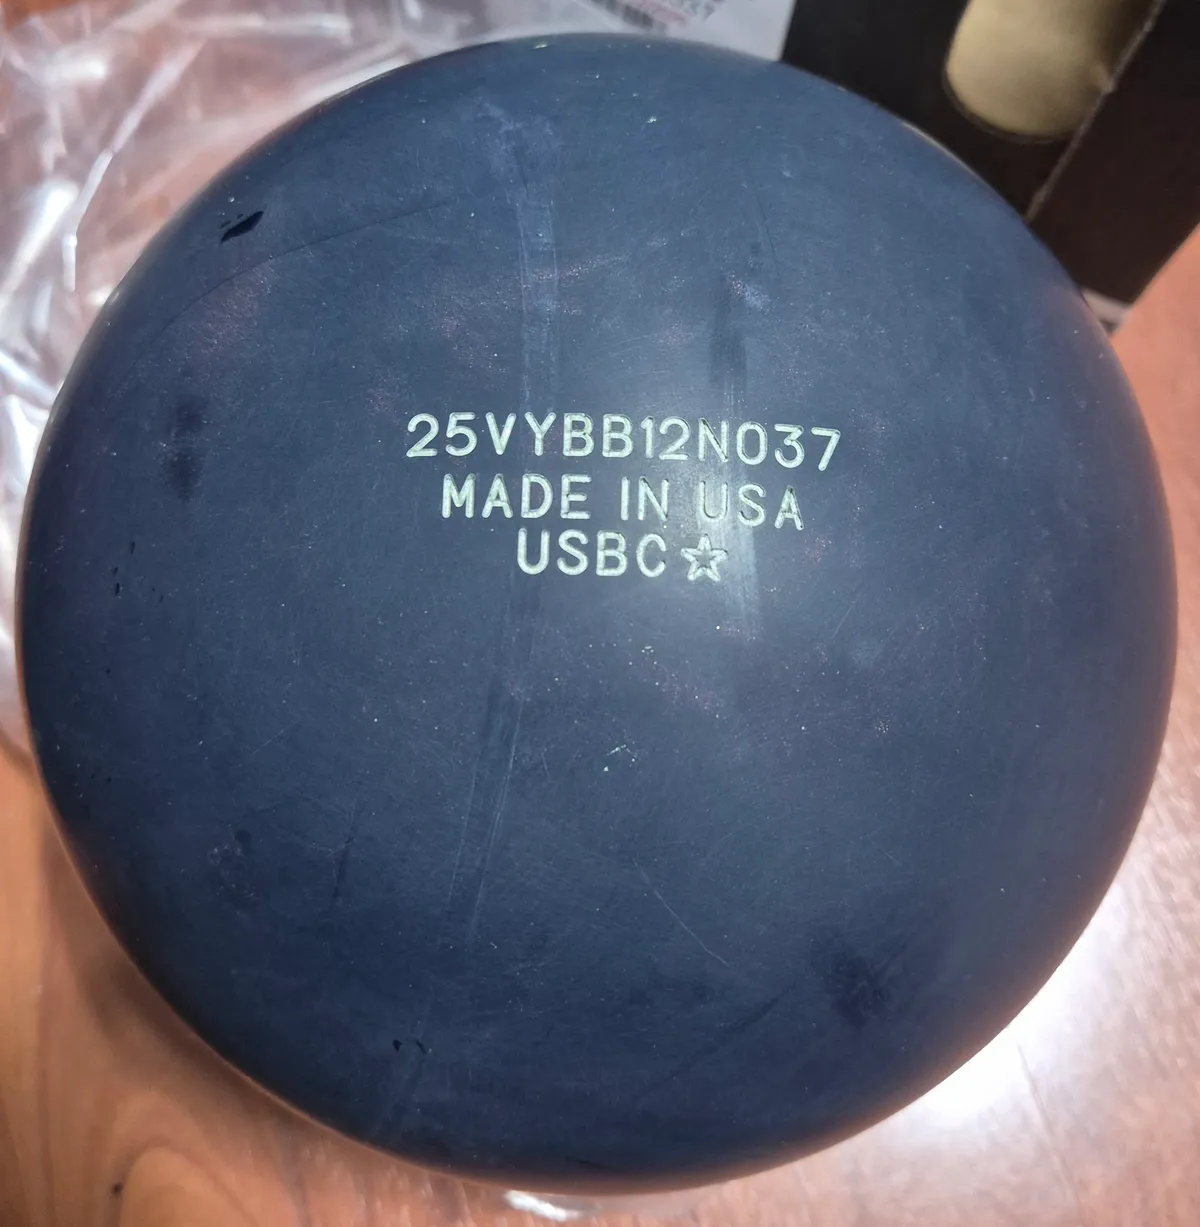 25VYBB12N037
MADE IN USA
USBC☆